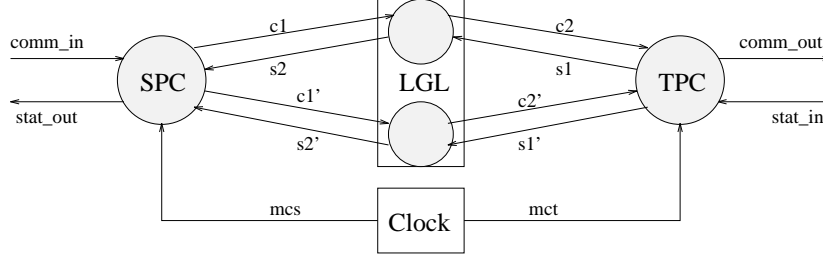 c1
c2
comm_in
comm_out
s2
s1
SPC
LGL
TPC
c1'
c2'
stat_out
stat_in
s2'
s1'
mcs
Clock
mct